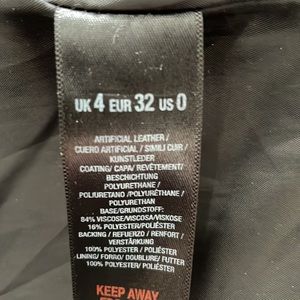 UK 4 EUR 32 US 0
ARTIFICIAL LEATHER /
CUERO ARTIFICIAL / SIMILI CUIR /
KUNSTLEDER
COATING/ CAPA/ REVÊTEMENT/
BESCHICHTUNG
POLYURETHANE /
POLIURETANO /POLYURÉTHANE /
POLYURETHAN
BASE/GRUNDSTOFF:
84% VISCOSE/VISCOSA/VISKOSE
16% POLYESTER/POLIÉSTER
BACKING / REFUERZO / RENFORT /
VERSTÄRKUNG
100% POLYESTER / POLIÉSTER
LINING/ FORRO/ DOUBLURE/ FUTTER
100% POLYESTER/ POLIÉSTER
KEEP AWAY